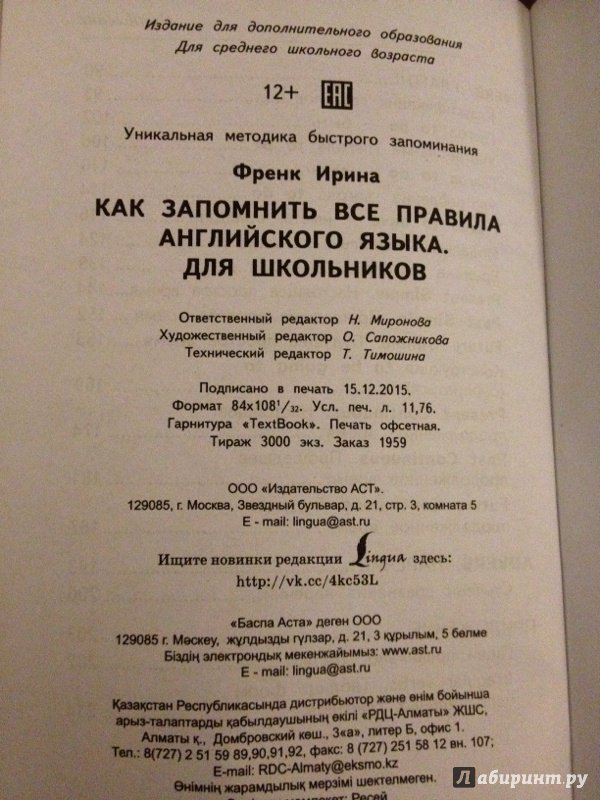 Издание для дополнительного образования
Для среднего школьного возраста
12+ EAC
Уникальная методика быстрого запоминания
Френк Ирина
КАК ЗАПОМНИТЬ ВСЕ ПРАВИЛА
АНГЛИЙСКОГО ЯЗЫКА.
ДЛЯ ШКОЛЬНИКОВ
Ответственный редактор Н. Миронова
Художественный редактор О. Сапожникова
Технический редактор Т. Тимошина
Подписано в печать 15.12.2015.
Формат 84x108¹/₃₂. Усл. печ. л. 11,76.
Гарнитура «TextBook». Печать офсетная.
Тираж 3000 экз. Заказ 1959
ООО «Издательство АСТ».
129085, г. Москва, Звездный бульвар, д. 21, стр. 3, комната 5
E - mail: lingua@ast.ru
Ищите новинки редакции Lingua здесь:
http://vk.cc/4kc53L
«Баспа Аста» деген ООО
129085 г. Мәскеу, жұлдызды гүлзар, д. 21, 3 құрылым, 5 бөлме
Біздің электрондық мекенжайымыз: www.ast.ru
E - mail: lingua@ast.ru
Қазақстан Республикасында дистрибьютор және өнім бойынша
арыз-талаптарды қабылдаушының өкілі «РДЦ-Алматы» ЖШС,
Алматы қ., Домбровский көш., 3«а», литер Б, офис 1.
Тел.: 8(727) 2 51 59 89,90,91,92, факс: 8 (727) 251 58 12 вн. 107;
E-mail: RDC-Almaty@eksmo.kz
Өнімнің жарамдылық мерзімі шектелмеген.
Лабиринт.ру